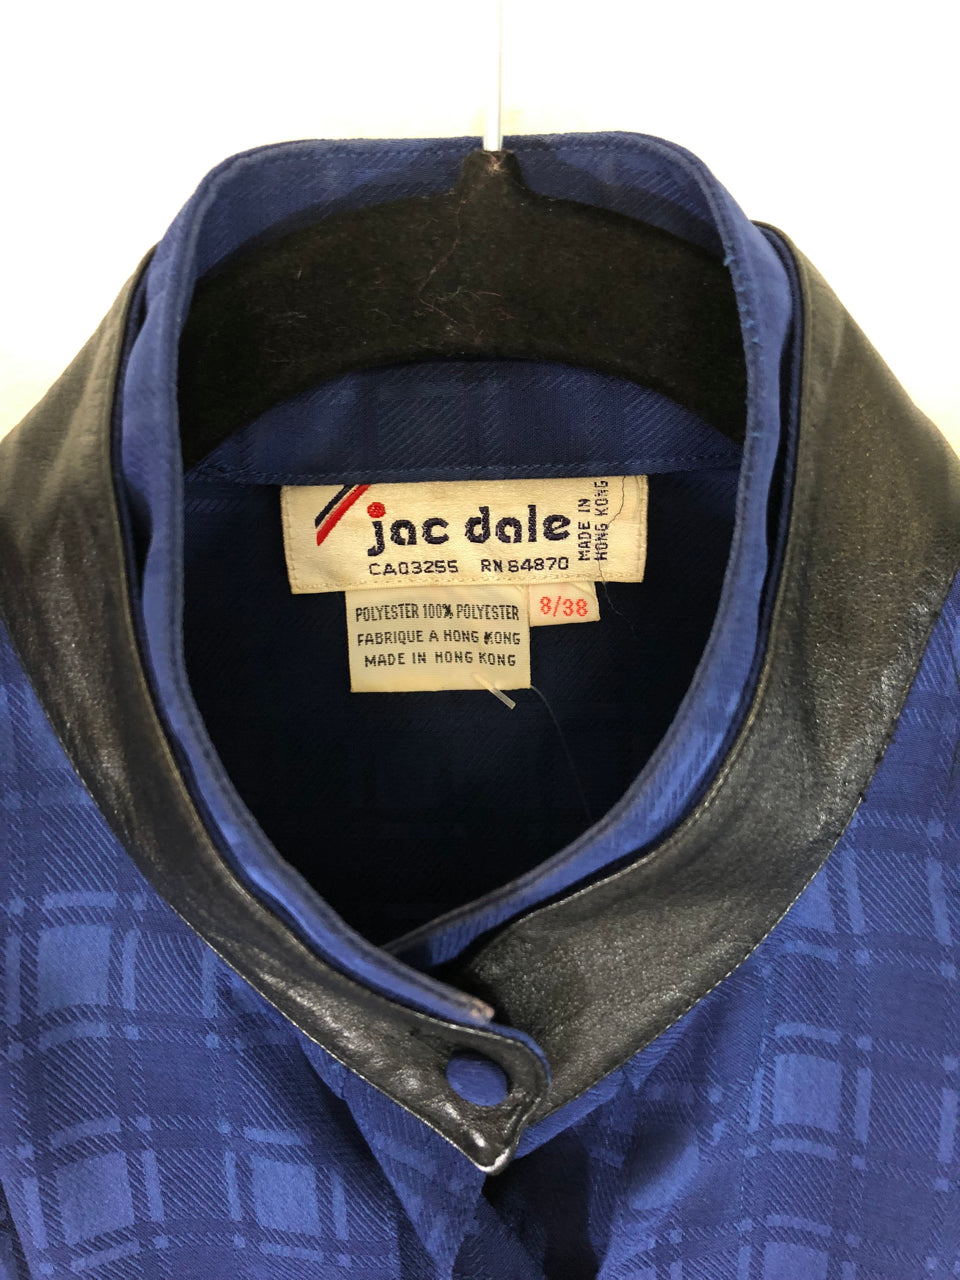 jac dale
MADE IN
HONG KONG
CA03255 RN 64870
POLYESTER 100% POLYESTER
FABRIQUE A HONG KONG
MADE IN HONG KONG
8/38